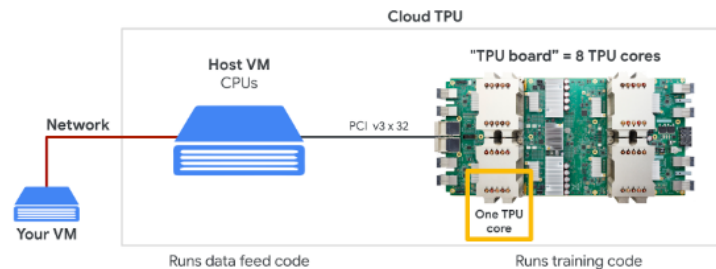 Cloud TPU
Host VM
CPUs
"TPU board" = 8 TPU cores
Network
PCI v3 x 32
One TPU
core
Your VM
Runs data feed code
Runs training code